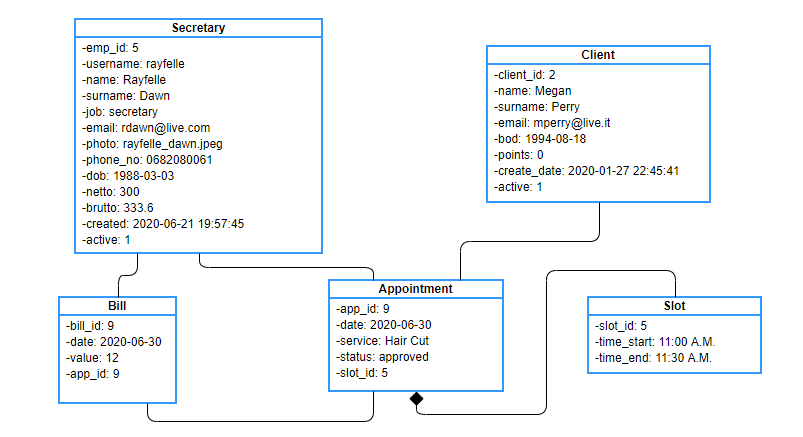 Secretary
-emp_id: 5
-username: rayfelle
-name: Rayfelle
-surname: Dawn
-job: secretary
-email: rdawn@live.com
-photo: rayfelle_dawn.jpeg
-phone_no: 0682080061
-dob: 1988-03-03
-netto: 300
-brutto: 333.6
-created: 2020-06-21 19:57:45
-active: 1
Client
-client_id: 2
-name: Megan
-surname: Perry
-email: mperry@live.it
-bod: 1994-08-18
-points: 0
-create_date: 2020-01-27 22:45:41
-active: 1
Bill
-bill_id: 9
-date: 2020-06-30
-value: 12
-app_id: 9
Appointment
-app_id: 9
-date: 2020-06-30
-service: Hair Cut
-status: approved
-slot_id: 5
Slot
-slot_id: 5
-time_start: 11:00 A.M.
-time_end: 11:30 A.M.